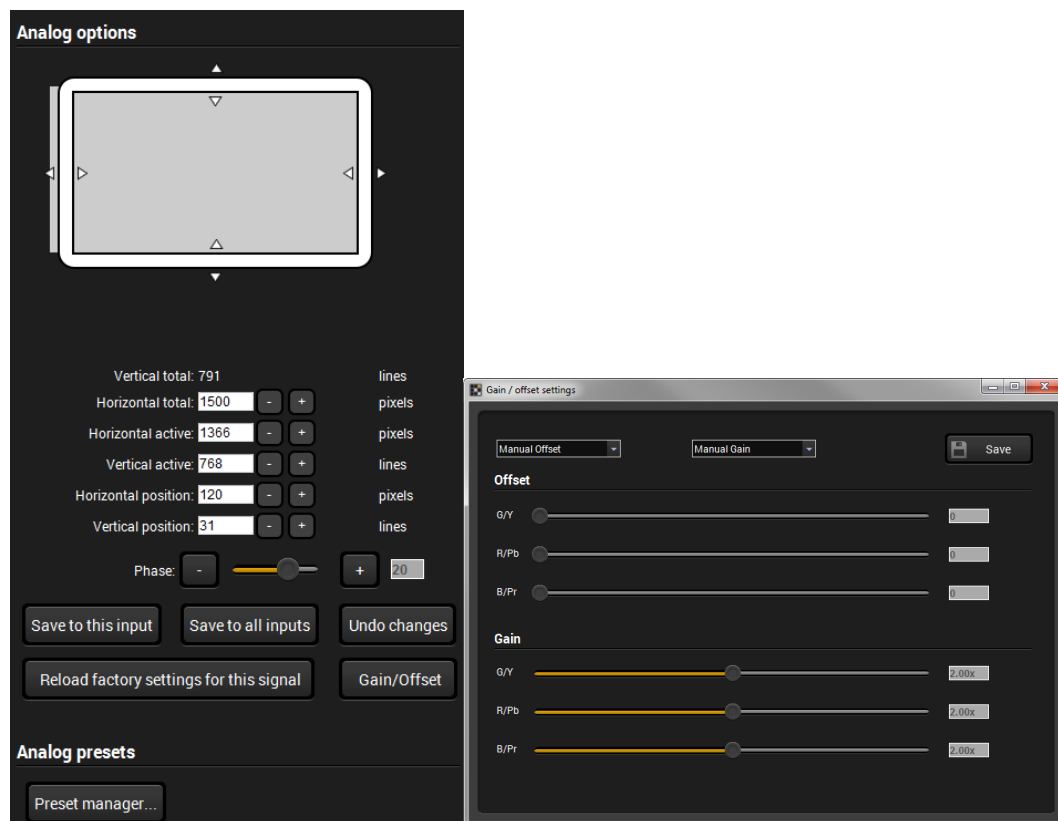 Analog options
Vertical total: 791 lines
Horizontal total: 1500 - + pixels
Horizontal active: 1366 - + pixels
Vertical active: 768 - + lines
Horizontal position: 120 - + pixels
Vertical position: 31 - + lines
Phase: - + 20
Save to this input Save to all inputs Undo changes
Reload factory settings for this signal Gain/Offset
Analog presets
Preset manager...
Gain / offset settings
Manual Offset Manual Gain Save
Offset
G/Y 0
R/Pb 0
B/Pr 0
Gain
G/Y 2.00x
R/Pb 2.00x
B/Pr 2.00x